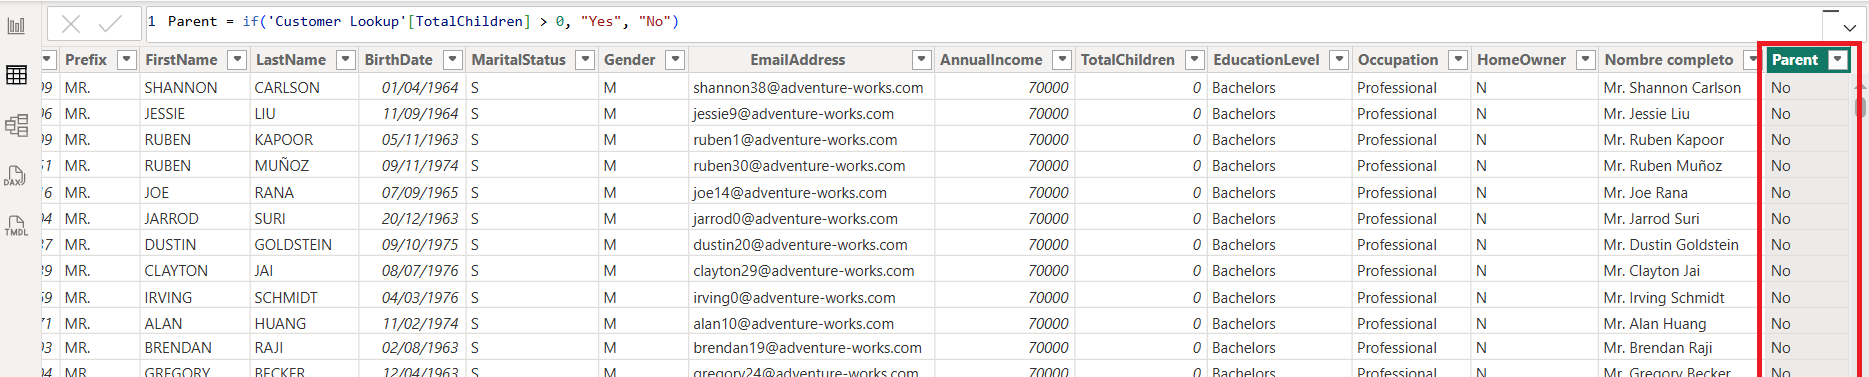 1 Parent = if('Customer Lookup'[TotalChildren] > 0, "Yes", "No")
Prefix FirstName LastName BirthDate MaritalStatus Gender EmailAddress AnnualIncome TotalChildren EducationLevel Occupation HomeOwner Nombre completo Parent
MR. SHANNON CARLSON 01/04/1964 S M shannon38@adventure-works.com 70000 0 Bachelors Professional N Mr. Shannon Carlson No
MR. JESSIE LIU 11/09/1964 S M jessie9@adventure-works.com 70000 0 Bachelors Professional N Mr. Jessie Liu No
MR. RUBEN KAPOOR 05/11/1963 S M ruben1@adventure-works.com 70000 0 Bachelors Professional N Mr. Ruben Kapoor No
MR. RUBEN MUÑOZ 09/11/1974 S M ruben30@adventure-works.com 70000 0 Bachelors Professional N Mr. Ruben Muñoz No
MR. JOE RANA 07/09/1965 S M joe14@adventure-works.com 70000 0 Bachelors Professional N Mr. Joe Rana No
MR. JARROD SURI 20/12/1963 S M jarrod0@adventure-works.com 70000 0 Bachelors Professional N Mr. Jarrod Suri No
MR. DUSTIN GOLDSTEIN 09/10/1975 S M dustin20@adventure-works.com 70000 0 Bachelors Professional N Mr. Dustin Goldstein No
MR. CLAYTON JAI 08/07/1976 S M clayton29@adventure-works.com 70000 0 Bachelors Professional N Mr. Clayton Jai No
MR. IRVING SCHMIDT 04/03/1976 S M irving0@adventure-works.com 70000 0 Bachelors Professional N Mr. Irving Schmidt No
MR. ALAN HUANG 11/02/1974 S M alan10@adventure-works.com 70000 0 Bachelors Professional N Mr. Alan Huang No
MR. BRENDAN RAJI 02/08/1963 S M brendan19@adventure-works.com 70000 0 Bachelors Professional N Mr. Brendan Raji No
MR. GREGORY BECKER 12/04/1963 S M gregory24@adventure-works.com 70000 0 Bachelors Professional N Mr. Gregory Becker No
DAX
TMDL